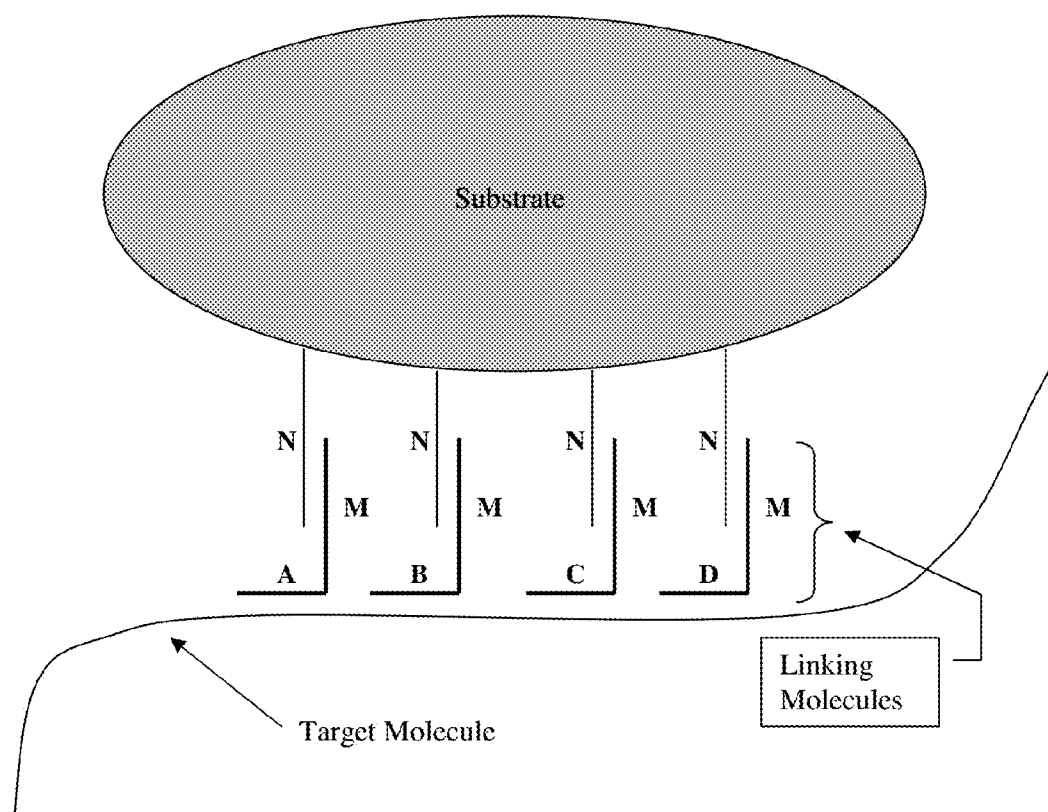 Substrate
N N N N
M M M M
A B C D
Linking
Molecules
Target Molecule